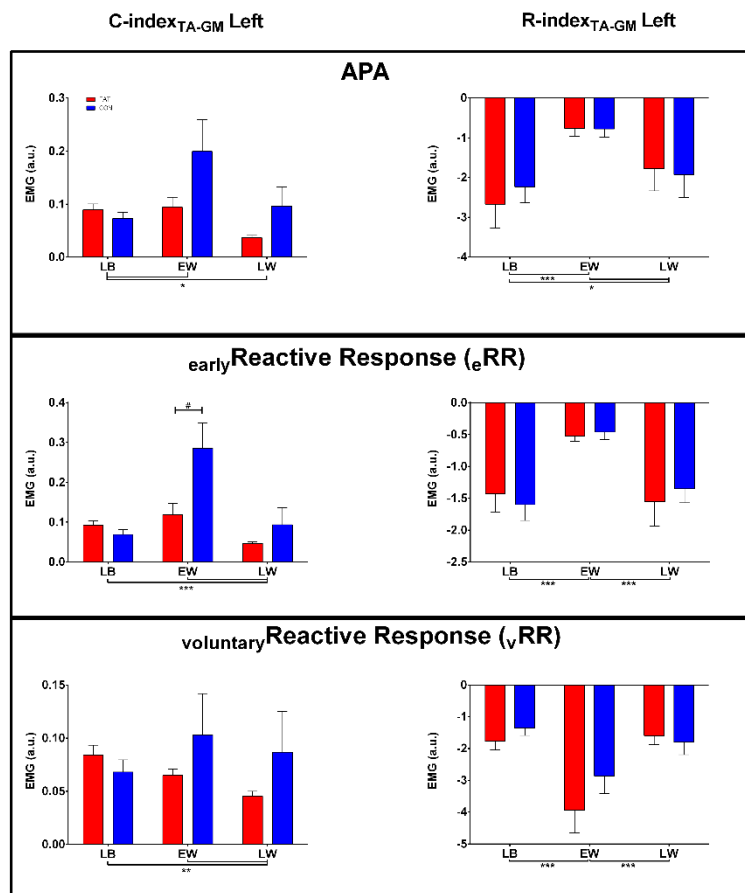 C-indexTA-GM Left
R-indexTA-GM Left
APA
EMG (a.u.)
0.3
0.2
0.1
0.0
CON
LB
EW
LW
*
EMG (a.u.)
0
-1
-2
-3
-4
LB
EW
LW
***
*
earlyReactive Response (eRR)
EMG (a.u.)
0.4
0.3
0.2
0.1
0.0
#
LB
EW
LW
***
EMG (a.u.)
0.0
-0.5
-1.0
-1.5
-2.0
-2.5
LB
EW
LW
***
***
voluntaryReactive Response (vRR)
EMG (a.u.)
0.15
0.10
0.05
0.00
LB
EW
LW
**
EMG (a.u.)
0
-1
-2
-3
-4
-5
LB
EW
LW
***
***